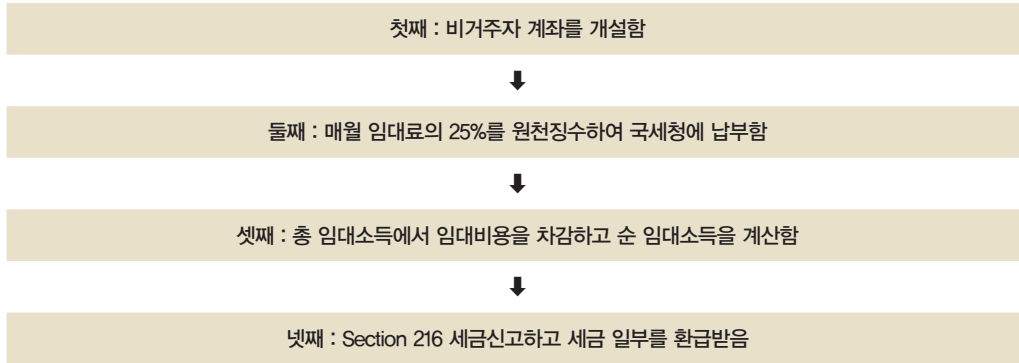 첫째 : 비거주자 계좌를 개설함
둘째 : 매월 임대료의 25%를 원천징수하여 국세청에 납부함
셋째 : 총 임대소득에서 임대비용을 차감하고 순 임대소득을 계산함
넷째 : Section 216 세금신고하고 세금 일부를 환급받음